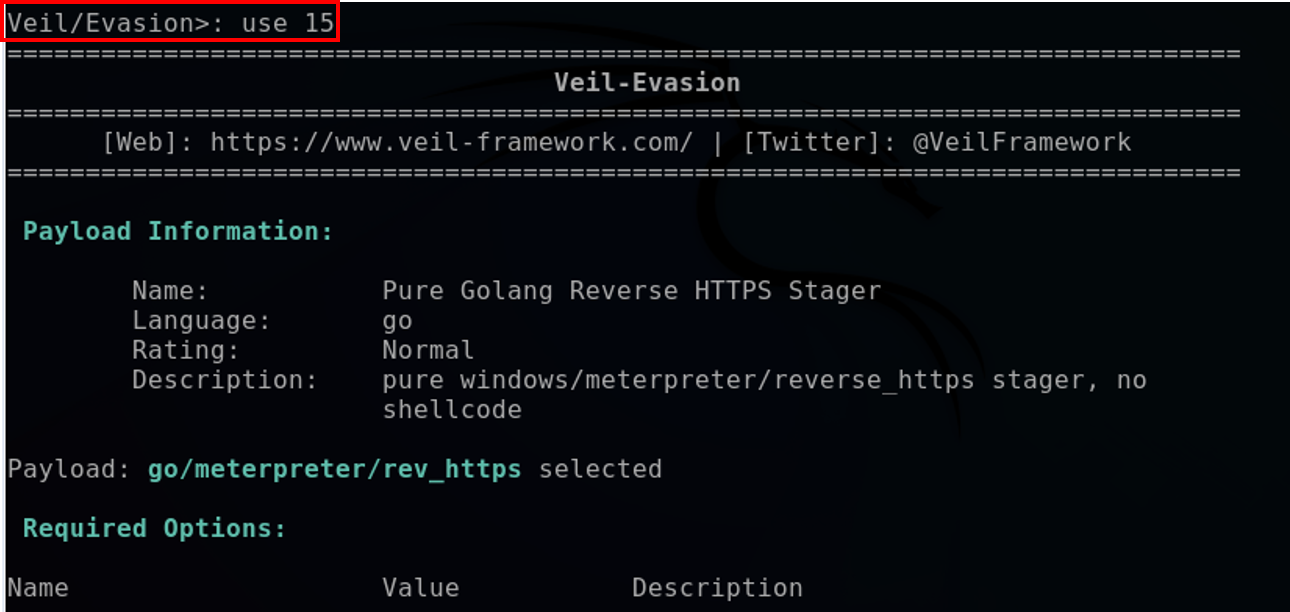 Veil/Evasion>: use 15
===============================================================================
Veil-Evasion
===============================================================================
[Web]: https://www.veil-framework.com/ | [Twitter]: @VeilFramework
===============================================================================
Payload Information:
Name: Pure Golang Reverse HTTPS Stager
Language: go
Rating: Normal
Description: pure windows/meterpreter/reverse_https stager, no
shellcode
Payload: go/meterpreter/rev_https selected
Required Options:
Name Value Description